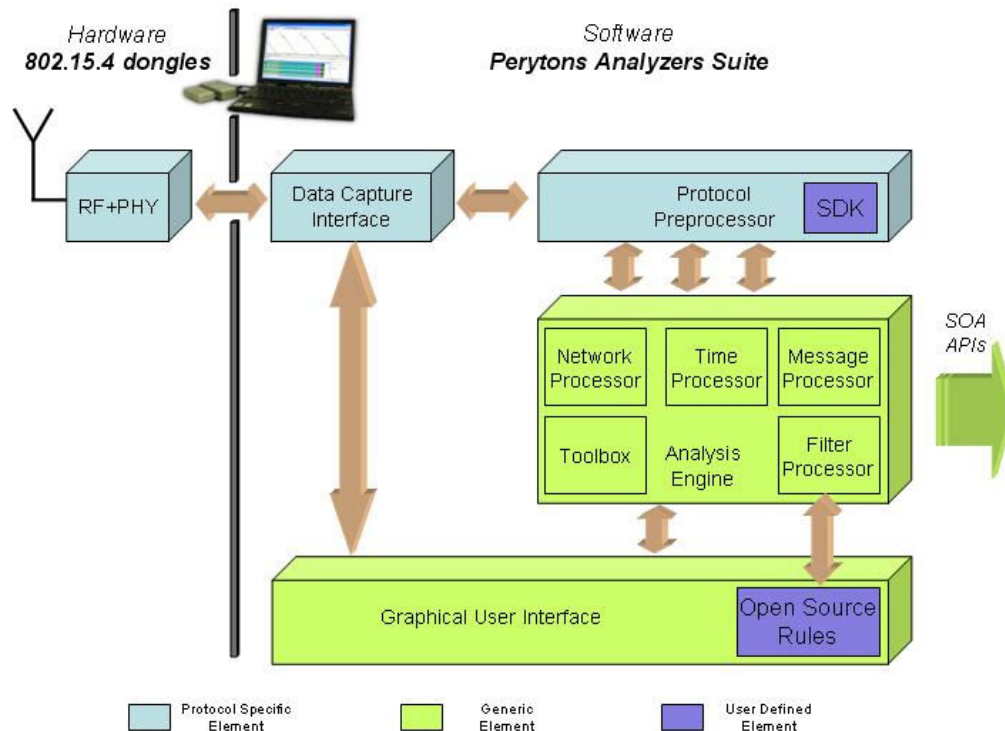 Hardware
802.15.4 dongles
Software
Perytons Analyzers Suite
RF+PHY
Data Capture
Interface
Protocol
Preprocessor
SDK
Network
Processor
Time
Processor
Message
Processor
SOA
APIs
Toolbox
Analysis
Engine
Filter
Processor
Graphical User Interface
Open Source
Rules
Protocol Specific
Element
Generic
Element
User Defined
Element